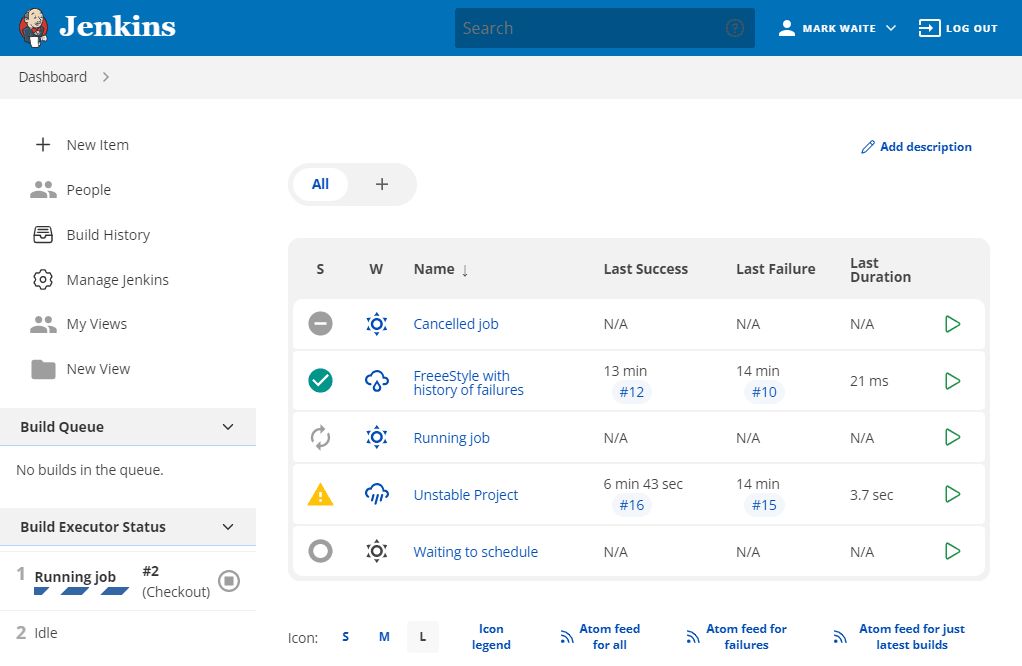 Jenkins
Search
MARK WAITE
LOG OUT
Dashboard
New Item
People
Build History
Manage Jenkins
My Views
New View
Build Queue
No builds in the queue.
Build Executor Status
1 Running job #2 (Checkout)
2 Idle
Add description
All
S W Name ↓ Last Success Last Failure Last Duration
Cancelled job N/A N/A N/A
FreeeStyle with history of failures 13 min #12 14 min #10 21 ms
Running job N/A N/A N/A
Unstable Project 6 min 43 sec #16 14 min #15 3.7 sec
Waiting to schedule N/A N/A N/A
Icon: S M L
Icon legend
Atom feed for all
Atom feed for failures
Atom feed for just latest builds